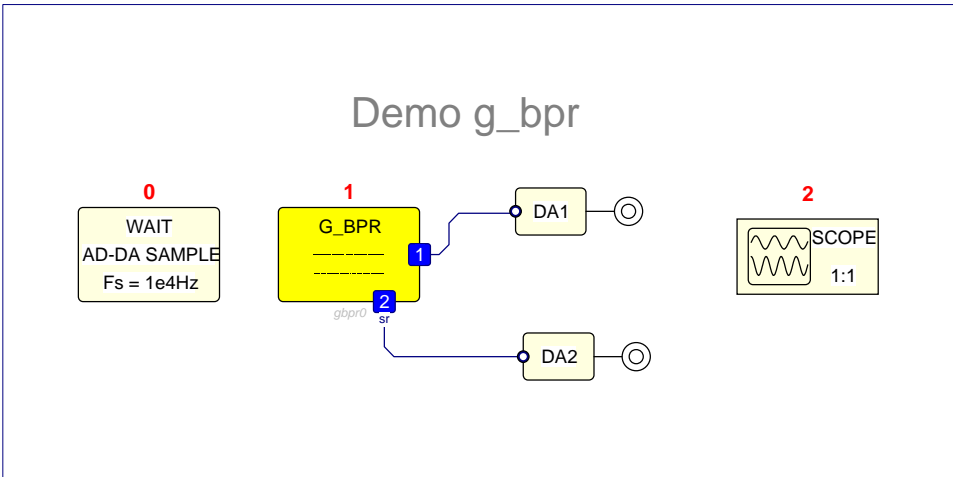 Demo g_bpr
0
1
2
WAIT
AD-DA SAMPLE
Fs = 1e4Hz
G_BPR
1
2
sr
gbpr0
DA1
DA2
SCOPE
1:1